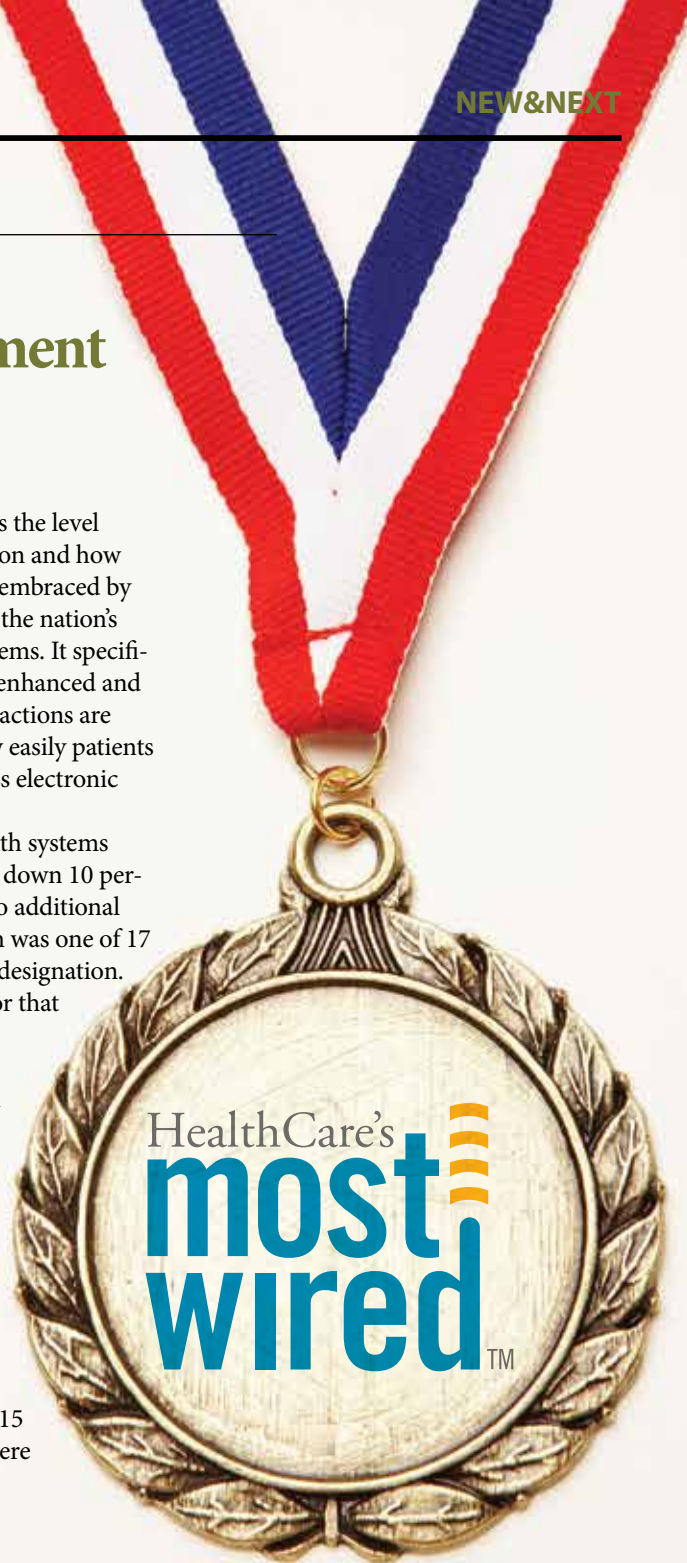 NEW&NEXT
ment
s the level
on and how
embraced by
the nation's
ems. It specifi-
enhanced and
actions are
easily patients
s electronic
th systems
down 10 per-
o additional
n was one of 17
designation.
or that
HealthCare's
most
wired TM
15
ere